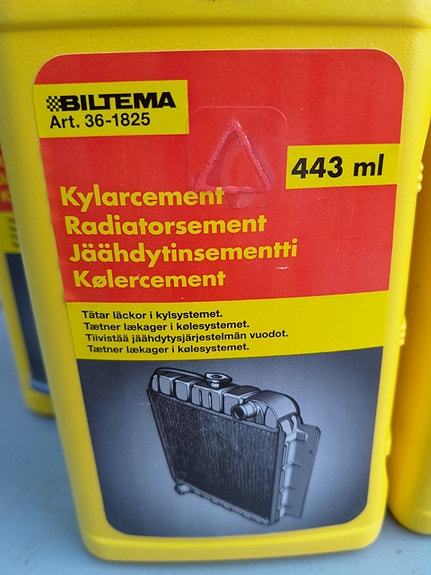 BILTEMA
Art. 36-1825
443 ml
Kylarcement
Radiatorsement
Jäähdytinsementti
Kølercement
Tätar läckor i kylsystemet.
Tætner lækager i kølesystemet.
Tiivistää jäähdytysjärjestelmän vuodot.
Tætner lækager i kølesystemet.